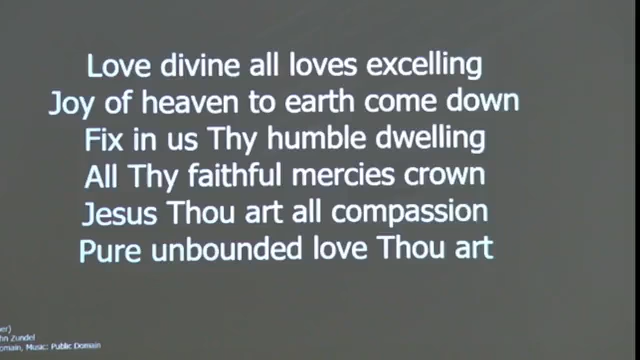 Love divine all loves excelling
Joy of heaven to earth come down
Fix in us Thy humble dwelling
All Thy faithful mercies crown
Jesus Thou art all compassion
Pure unbounded love Thou art
Zundel
Music: Public Domain